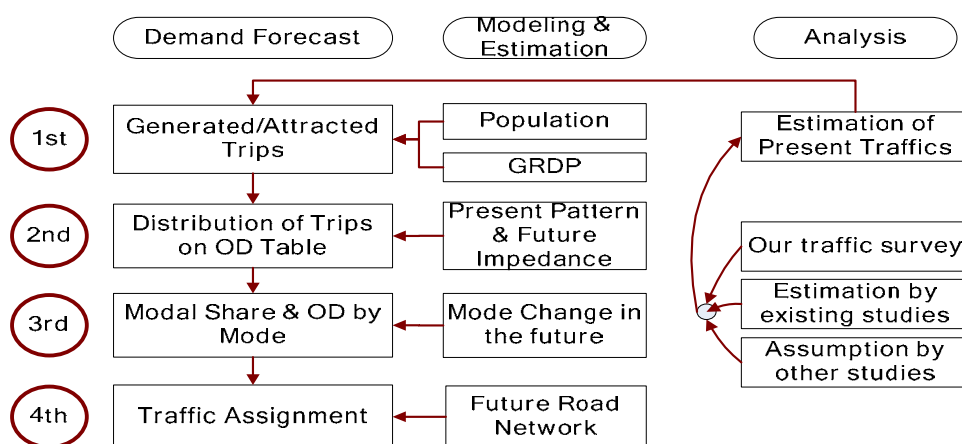 Demand Forecast
Modeling &
Estimation
Analysis
1st
Generated/Attracted
Trips
Population
GRDP
Estimation of
Present Traffics
2nd
Distribution of Trips
on OD Table
Present Pattern
& Future
Impedance
Our traffic survey
3rd
Modal Share & OD by
Mode
Mode Change in
the future
Estimation by
existing studies
Assumption by
other studies
4th
Traffic Assignment
Future Road
Network